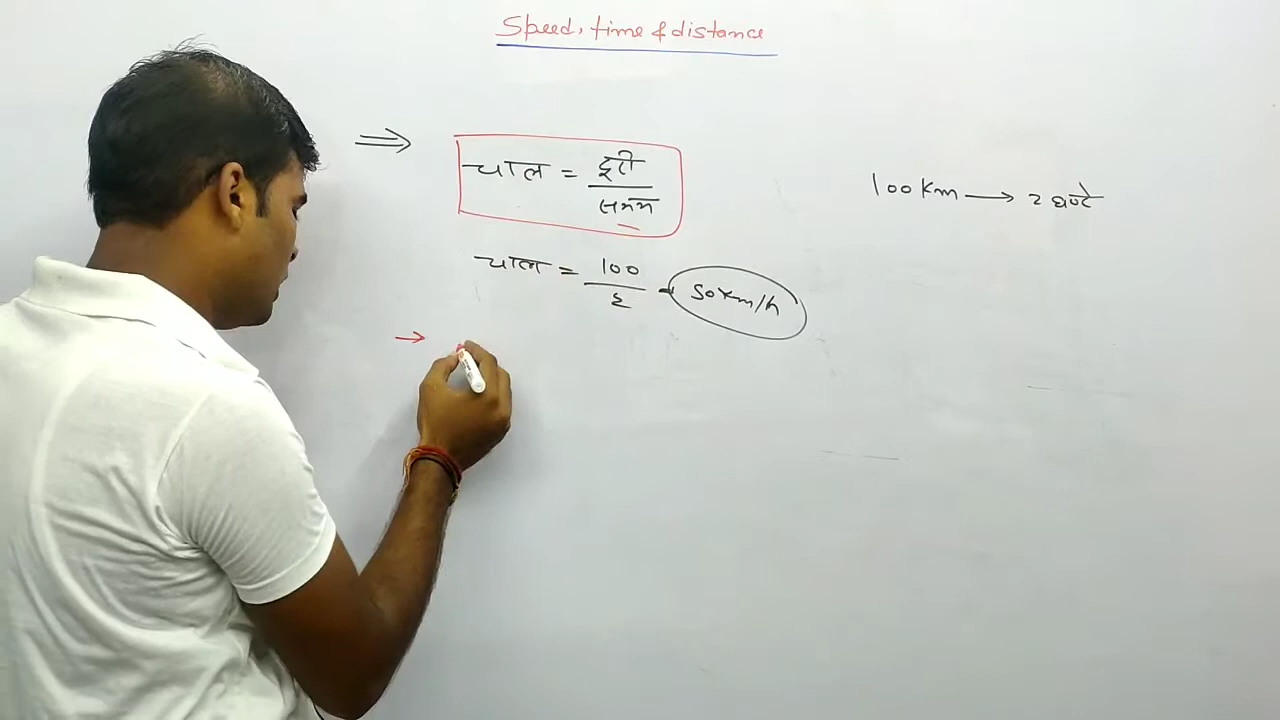 Speed, time & distance
⇒ चाल = दूरी / समय
100 km → 2 घण्टे
चाल = 100 / 2 = 50 km/h
→